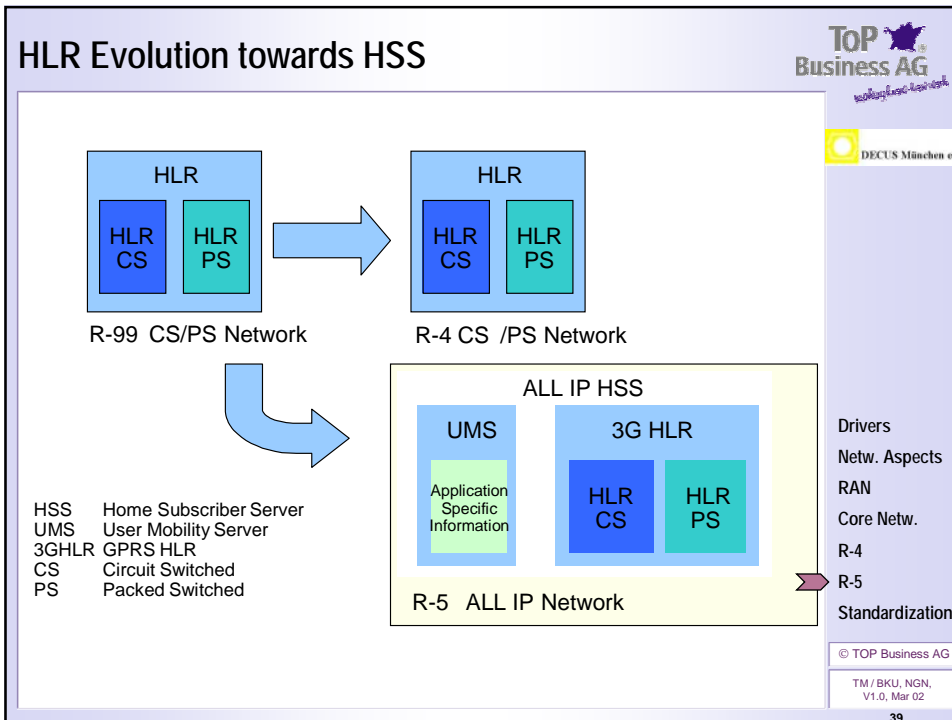 HLR Evolution towards HSS
TOP
Business AG
DECUS München e
HLR
HLR
CS
HLR
PS
R-99 CS/PS Network
HLR
HLR
CS
HLR
PS
R-4 CS /PS Network
ALL IP HSS
UMS
Application
Specific
Information
3G HLR
HLR
CS
HLR
PS
R-5 ALL IP Network
HSS Home Subscriber Server
UMS User Mobility Server
3GHLR GPRS HLR
CS Circuit Switched
PS Packed Switched
Drivers
Netw. Aspects
RAN
Core Netw.
R-4
R-5
Standardization
© TOP Business AG
TM / BKU, NGN,
V1.0, Mar 02
39